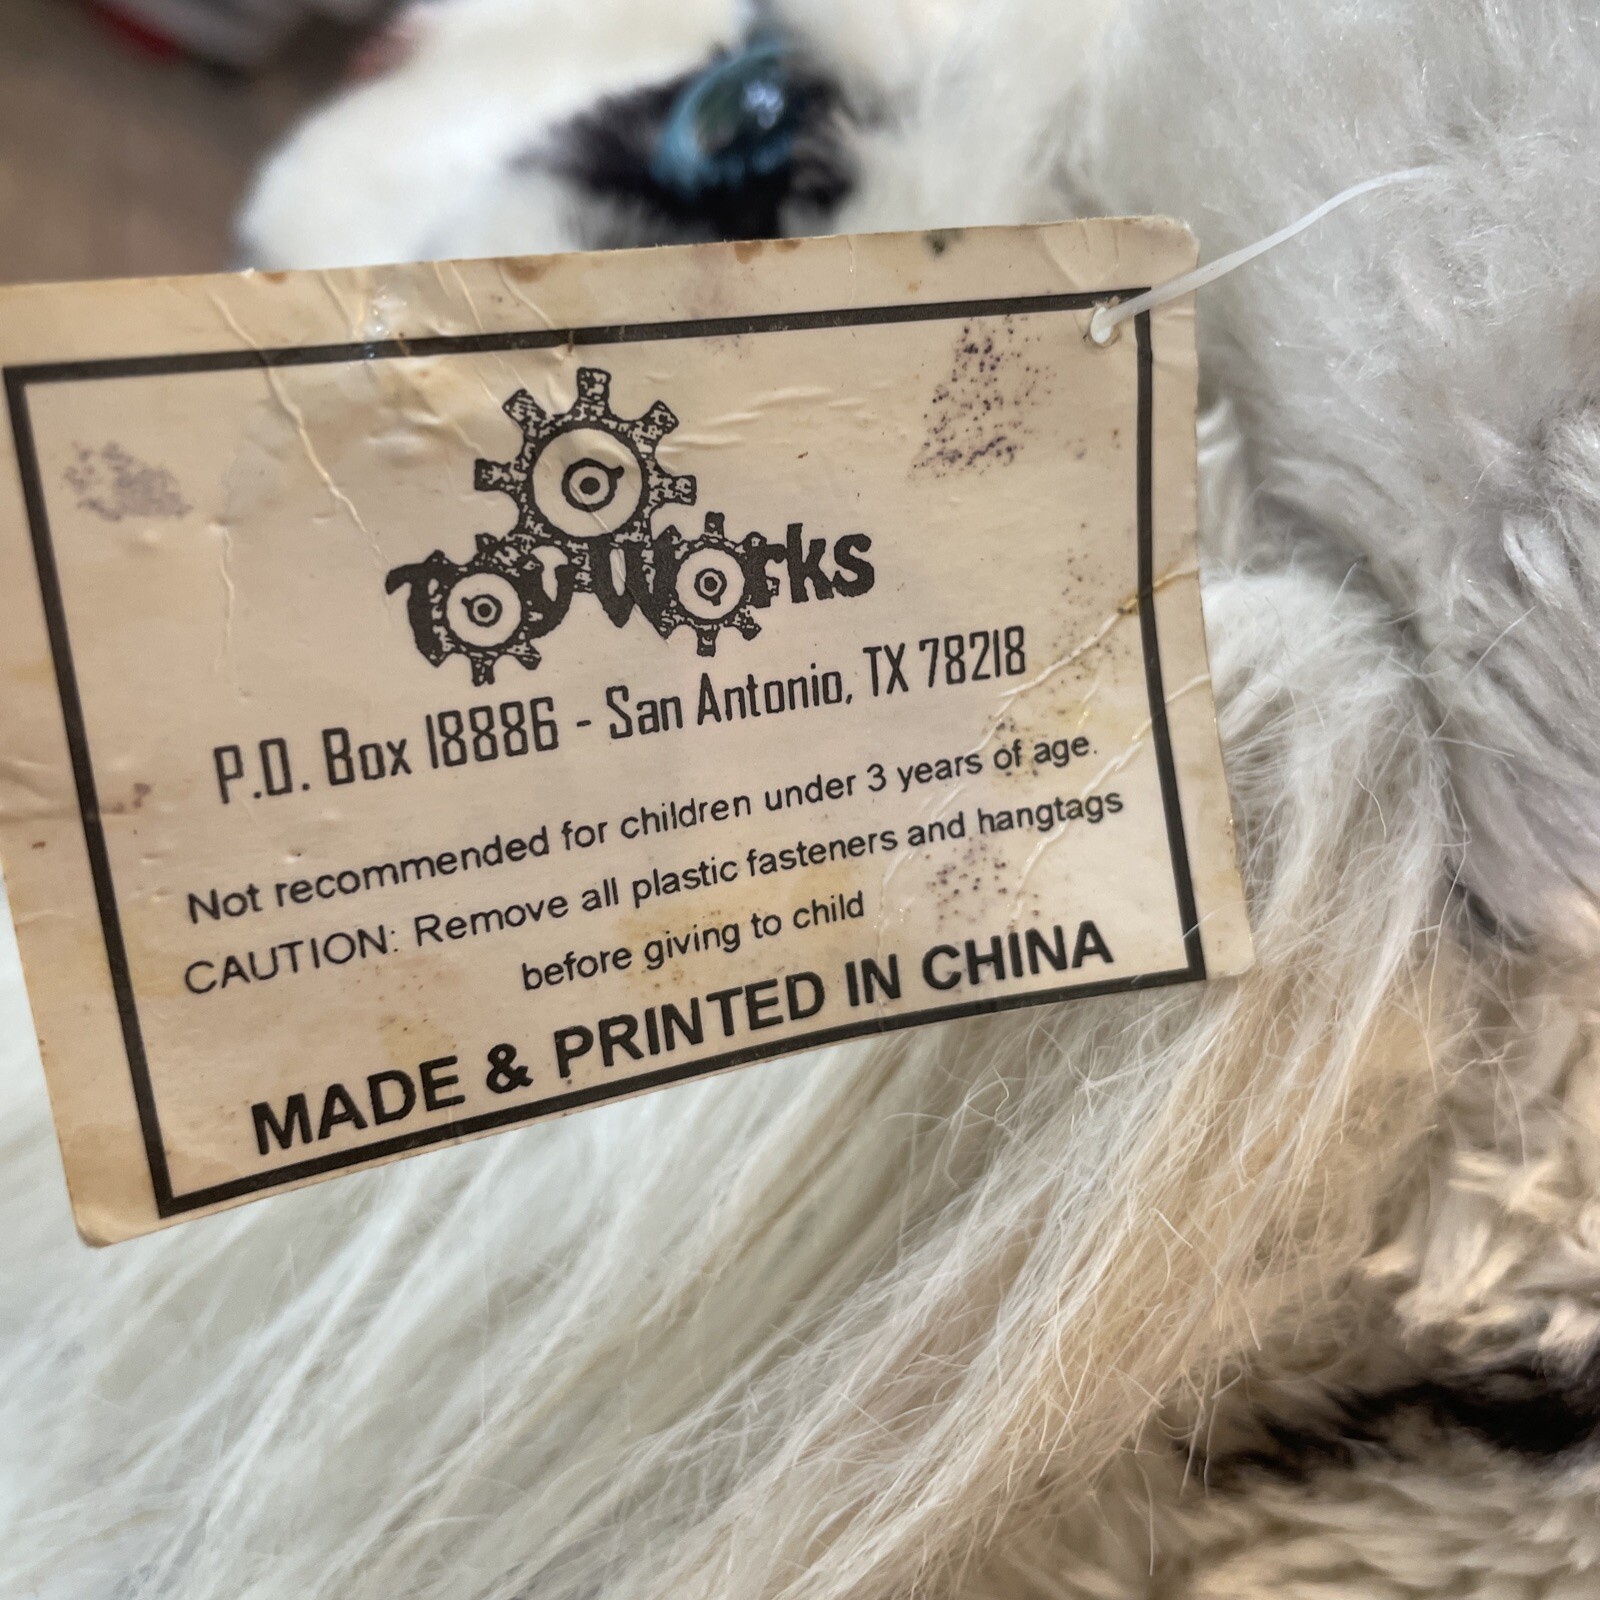 ToyWorks
P.O. Box 18886 - San Antonio, TX 78218
Not recommended for children under 3 years of age.
CAUTION: Remove all plastic fasteners and hangtags
before giving to child
MADE & PRINTED IN CHINA